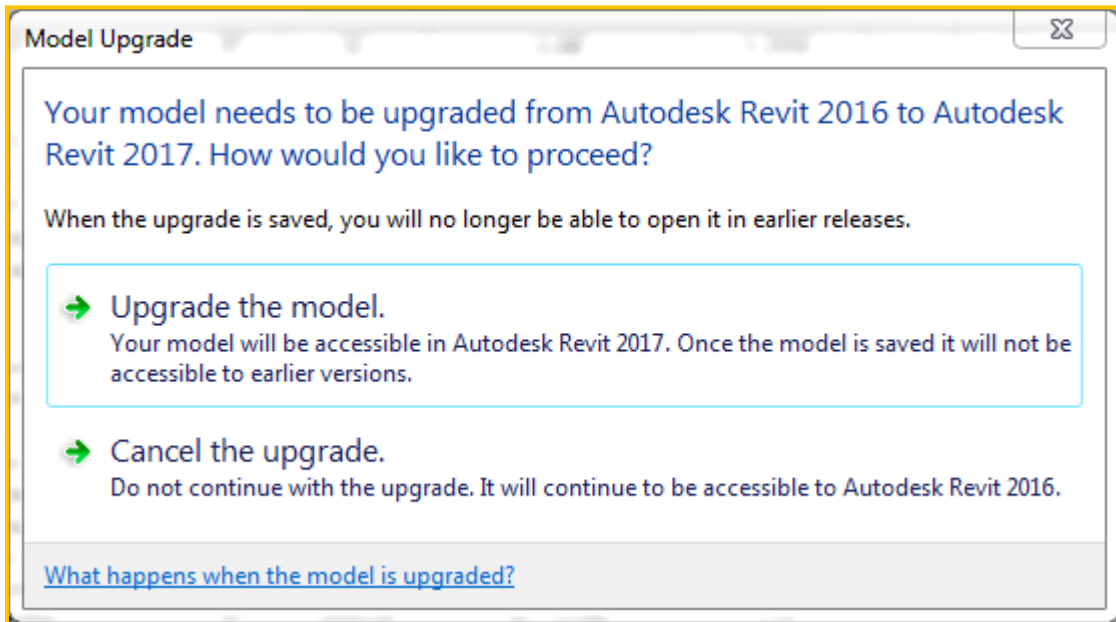 Model Upgrade
Your model needs to be upgraded from Autodesk Revit 2016 to Autodesk
Revit 2017. How would you like to proceed?
When the upgrade is saved, you will no longer be able to open it in earlier releases.
Upgrade the model.
Your model will be accessible in Autodesk Revit 2017. Once the model is saved it will not be
accessible to earlier versions.
Cancel the upgrade.
Do not continue with the upgrade. It will continue to be accessible to Autodesk Revit 2016.
What happens when the model is upgraded?